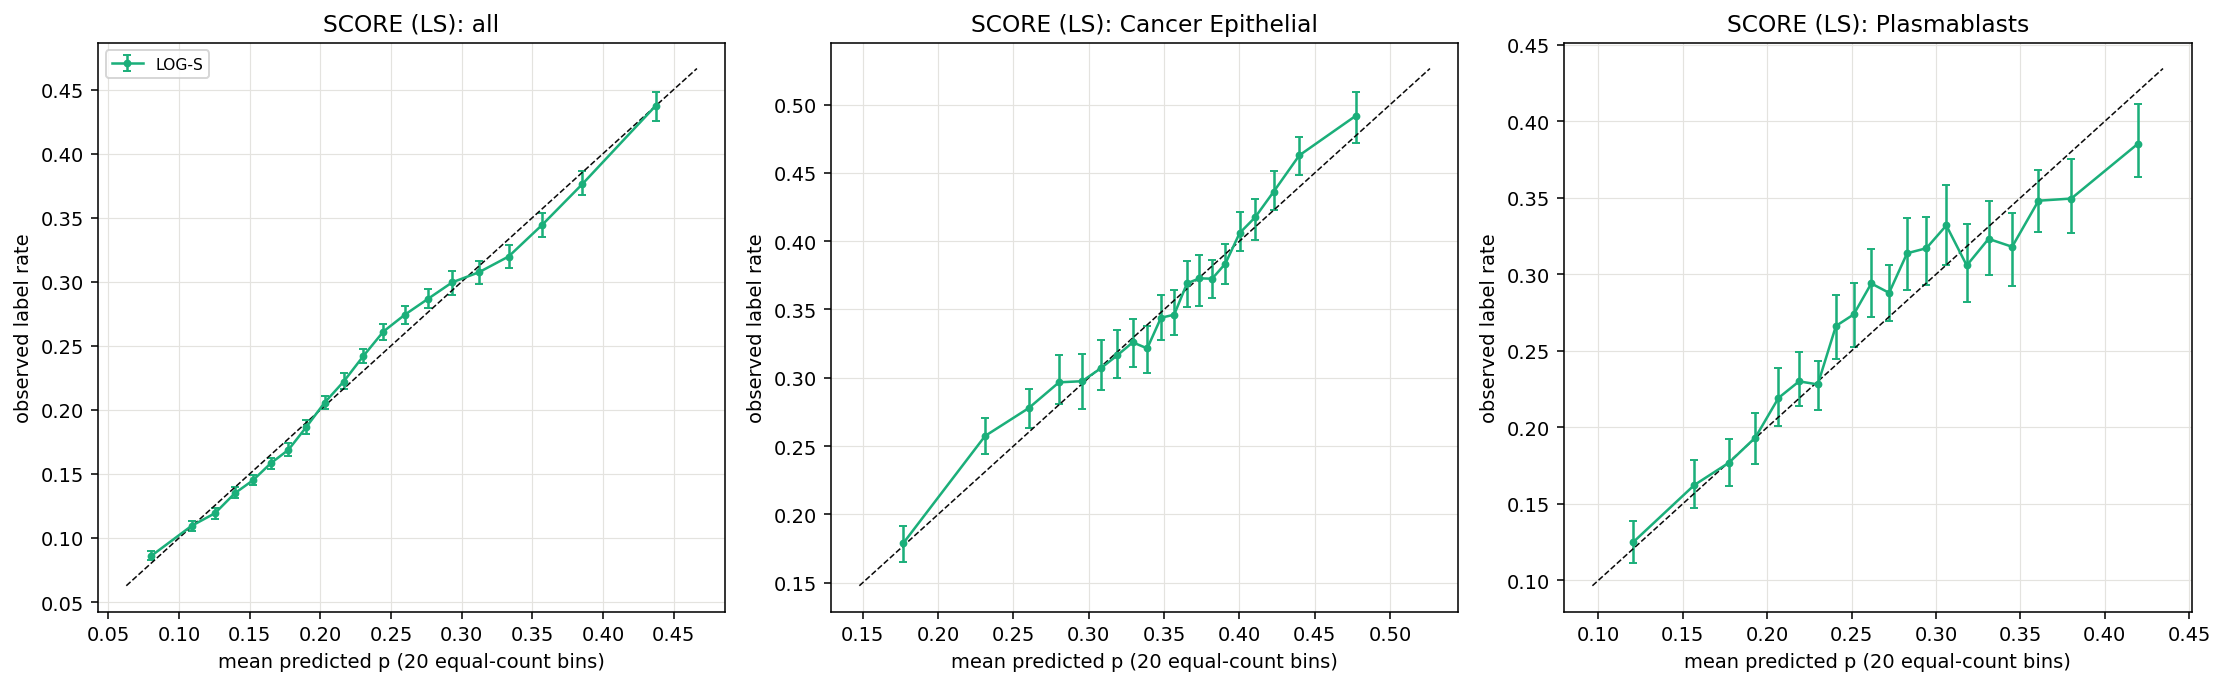 SCORE (LS): all
LOG-S
0.45
0.40
0.35
0.30
0.25
0.20
0.15
0.10
0.05
observed label rate
0.05 0.10 0.15 0.20 0.25 0.30 0.35 0.40 0.45
mean predicted p (20 equal-count bins)
SCORE (LS): Cancer Epithelial
0.50
0.45
0.40
0.35
0.30
0.25
0.20
0.15
observed label rate
0.15 0.20 0.25 0.30 0.35 0.40 0.45 0.50
mean predicted p (20 equal-count bins)
SCORE (LS): Plasmablasts
0.45
0.40
0.35
0.30
0.25
0.20
0.15
0.10
observed label rate
0.10 0.15 0.20 0.25 0.30 0.35 0.40 0.45
mean predicted p (20 equal-count bins)